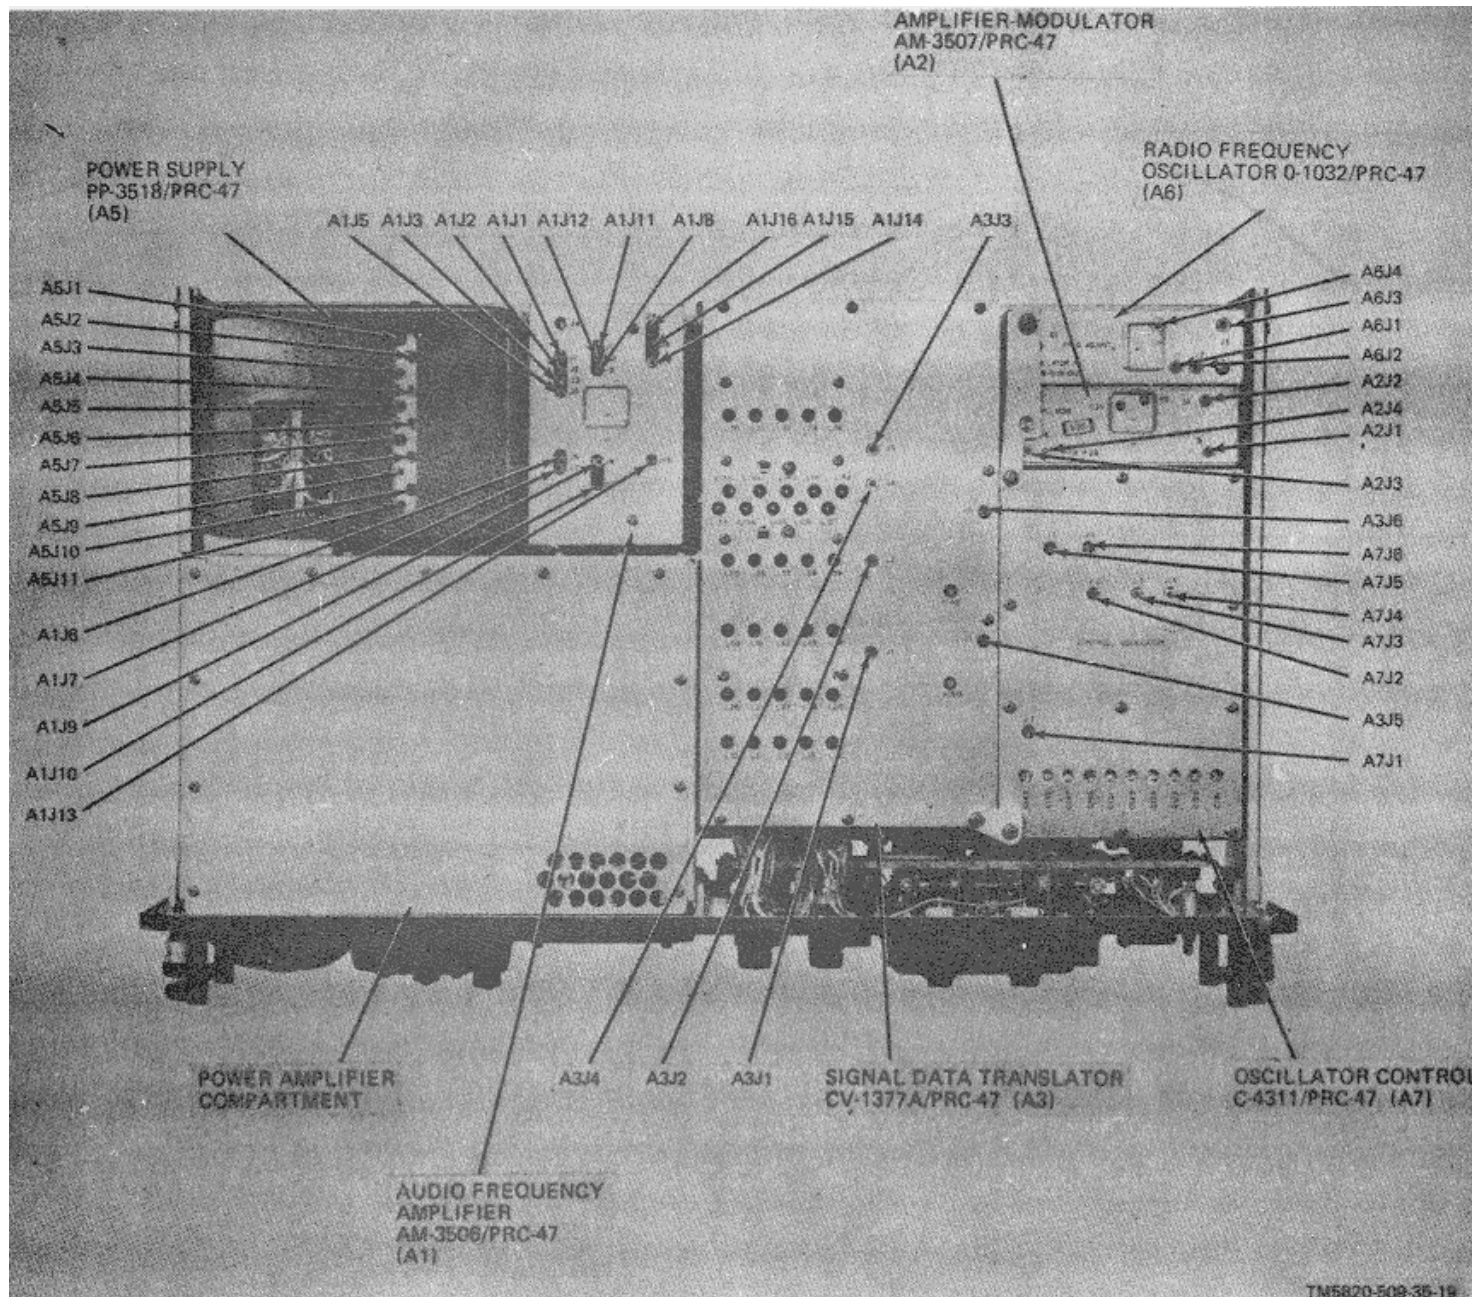 AMPLIFIER-MODULATOR
AM-3507/PRC-47
(A2)
POWER SUPPLY
PP-3518/PRC-47
(A5)
RADIO FREQUENCY
OSCILLATOR 0-1032/PRC-47
(A6)
A1J5 A1J3 A1J2 A1J1 A1J12 A1J11 A1J8 A1J16 A1J15 A1J14 A3J3
A5J1
A5J2
A5J3
A5J4
A5J5
A5J6
A5J7
A5J8
A5J9
A5J10
A5J11
A1J6
A1J7
A1J9
A1J10
A1J13
A6J4
A6J3
A6J1
A6J2
A2J2
A2J4
A2J1
A2J3
A3J6
A7J6
A7J5
A7J4
A7J3
A7J2
A3J5
A7J1
POWER AMPLIFIER
COMPARTMENT
A3J4 A3J2 A3J1
SIGNAL DATA TRANSLATOR
CV-1377A/PRC-47 (A3)
OSCILLATOR CONTROL
C-4311/PRC-47 (A7)
AUDIO FREQUENCY
AMPLIFIER
AM-3506/PRC-47
(A1)
TM5820-509-35-19